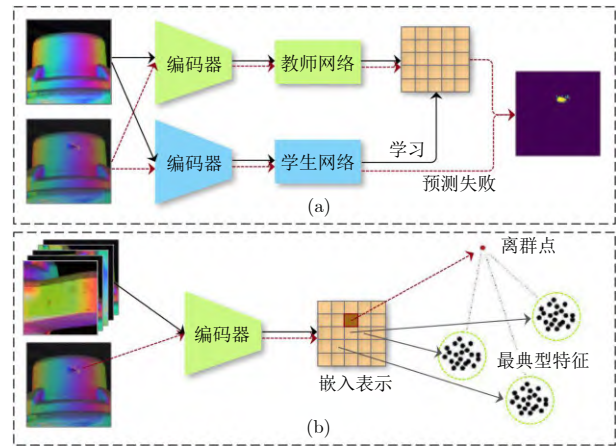 编码器
教师网络
编码器
学生网络
学习
预测失败
(a)
离群点
编码器
嵌入表示
最典型特征
(b)